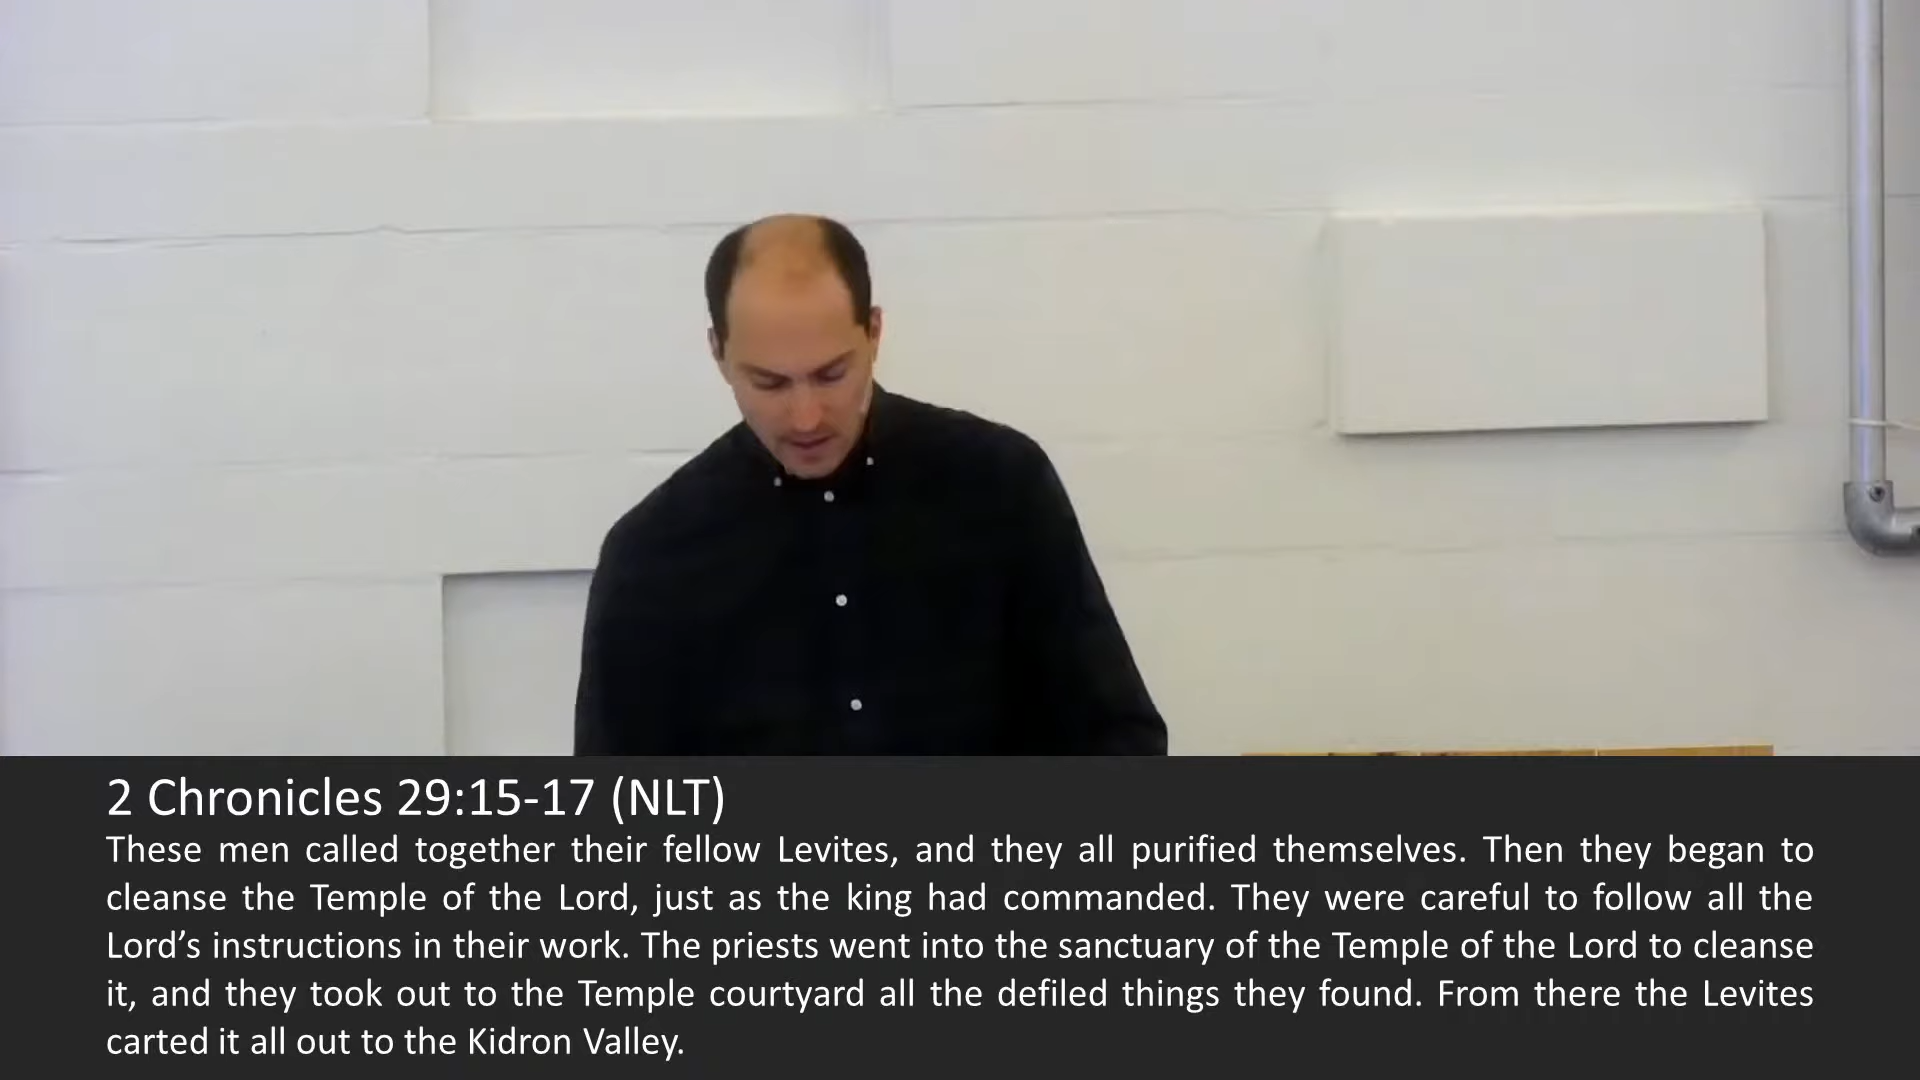 2 Chronicles 29:15-17 (NLT)
These men called together their fellow Levites, and they all purified themselves. Then they began to
cleanse the Temple of the Lord, just as the king had commanded. They were careful to follow all the
Lord’s instructions in their work. The priests went into the sanctuary of the Temple of the Lord to cleanse
it, and they took out to the Temple courtyard all the defiled things they found. From there the Levites
carted it all out to the Kidron Valley.